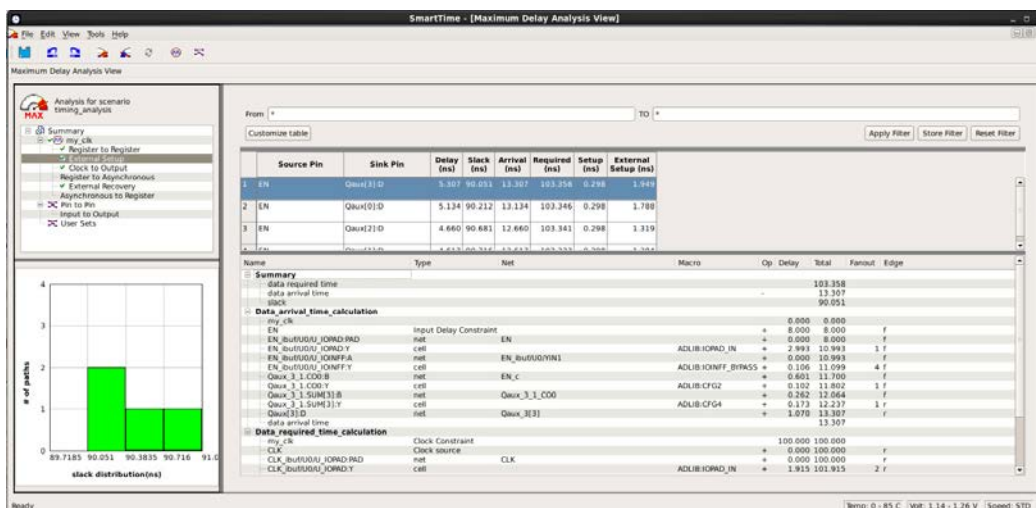 SmartTime - [Maximum Delay Analysis View]
File Edit View Tools Help
Maximum Delay Analysis View
Analysis for scenario
timing_analysis
MAX
Summary
my_clk
Register to Register
External Setup
Clock to Output
Register to Asynchronous
External Recovery
Asynchronous to Register
Pin to Pin
Input to Output
User Sets
From * TO *
Customize table Apply Filter Store Filter Reset Filter
Source Pin Sink Pin Delay (ns) Slack (ns) Arrival (ns) Required (ns) Setup (ns) External Setup (ns)
1 EN Qaux[3]:D 5.307 90.051 13.307 103.358 0.298 1.949
2 EN Qaux[0]:D 5.134 90.212 13.134 103.346 0.298 1.788
3 EN Qaux[2]:D 4.660 90.681 12.660 103.341 0.298 1.319
Name Type Net Macro Op Delay Total Fanout Edge
Summary
data required time 103.358
data arrival time - 13.307
slack 90.051
Data_arrival_time_calculation
my_clk 0.000 0.000
EN Input Delay Constraint + 8.000 8.000 f
EN_ibuf/U0/U_IOPAD:PAD net EN + 0.000 8.000 f
EN_ibuf/U0/U_IOPAD:Y cell ADLIB:IOPAD_IN + 2.993 10.993 1 f
EN_ibuf/U0/U_IOINFF:A net EN_ibuf/U0/YIN1 + 0.000 10.993 f
EN_ibuf/U0/U_IOINFF:Y cell ADLIB:IOINFF_BYPASS + 0.106 11.099 4 f
Qaux_3_1.CO0:B net EN_c + 0.601 11.700 f
Qaux_3_1.CO0:Y cell ADLIB:CFG2 + 0.102 11.802 1 f
Qaux_3_1.SUM[3]:B net Qaux_3_1_CO0 + 0.262 12.064 f
Qaux_3_1.SUM[3]:Y cell ADLIB:CFG4 + 0.173 12.237 1 r
Qaux[3]:D net Qaux_3[3] + 1.070 13.307 r
data arrival time 13.307
Data_required_time_calculation
my_clk Clock Constraint 100.000 100.000
CLK Clock source + 0.000 100.000 r
CLK_ibuf/U0/U_IOPAD:PAD net CLK + 0.000 100.000 r
CLK_ibuf/U0/U_IOPAD:Y cell ADLIB:IOPAD_IN + 1.915 101.915 2 r
# of paths
4
3
2
1
0
89.7185 90.051 90.3835 90.716 91.0
slack distribution(ns)
Ready Temp: 0 - 85 C Volt: 1.14 - 1.26 V Speed: STD